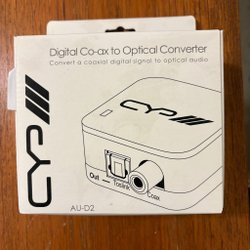 Digital Co-ax to Optical Converter
Convert a coaxial digital signal to optical audio
CYP
CYP
Out
Toslink
Coax
AU-D2